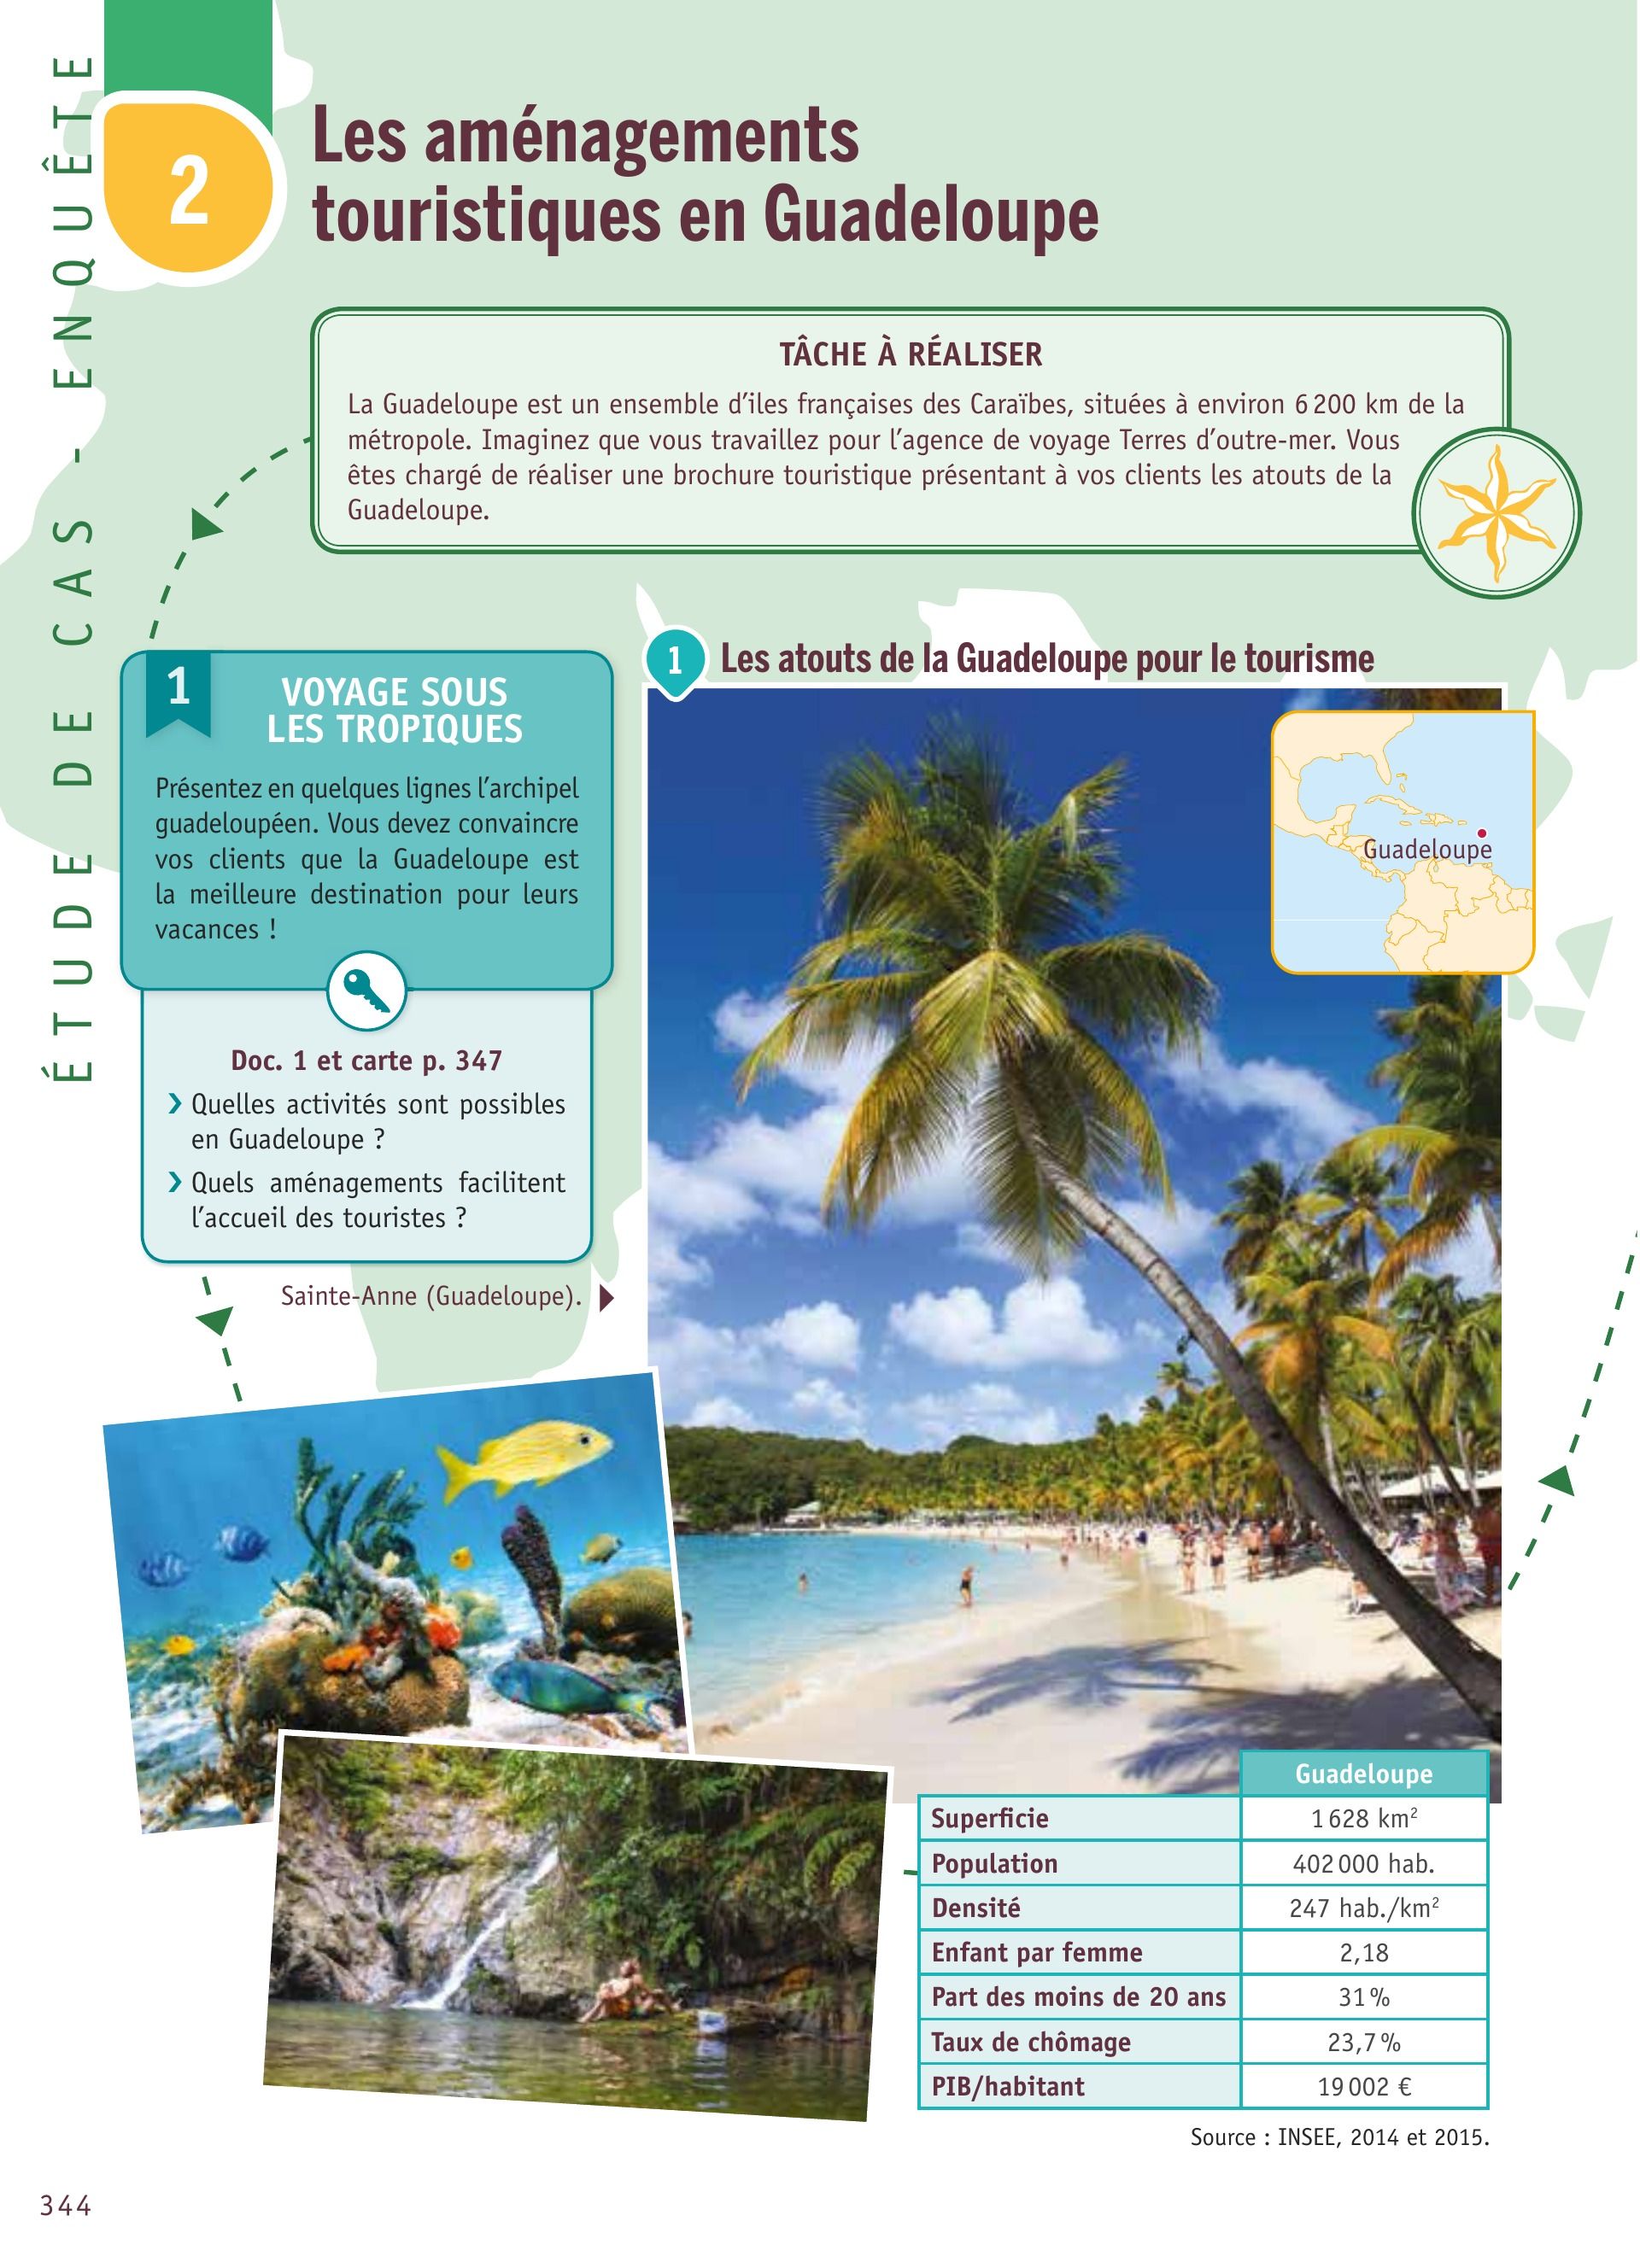 ÉTUDE DE CAS - ENQUÊTE
2
Les aménagements
touristiques en Guadeloupe
TÂCHE À RÉALISER
La Guadeloupe est un ensemble d'iles françaises des Caraïbes, situées à environ 6 200 km de la
métropole. Imaginez que vous travaillez pour l'agence de voyage Terres d'outre-mer. Vous
êtes chargé de réaliser une brochure touristique présentant à vos clients les atouts de la
Guadeloupe.
1
VOYAGE SOUS
LES TROPIQUES
Présentez en quelques lignes l'archipel
guadeloupéen. Vous devez convaincre
vos clients que la Guadeloupe est
la meilleure destination pour leurs
vacances !
Doc. 1 et carte p. 347
› Quelles activités sont possibles
en Guadeloupe ?
› Quels aménagements facilitent
l'accueil des touristes ?
1 Les atouts de la Guadeloupe pour le tourisme
Guadeloupe
Sainte-Anne (Guadeloupe).
Guadeloupe
Superficie 1 628 km²
Population 402 000 hab.
Densité 247 hab./km²
Enfant par femme 2,18
Part des moins de 20 ans 31 %
Taux de chômage 23,7 %
PIB/habitant 19 002 €
Source : INSEE, 2014 et 2015.
344